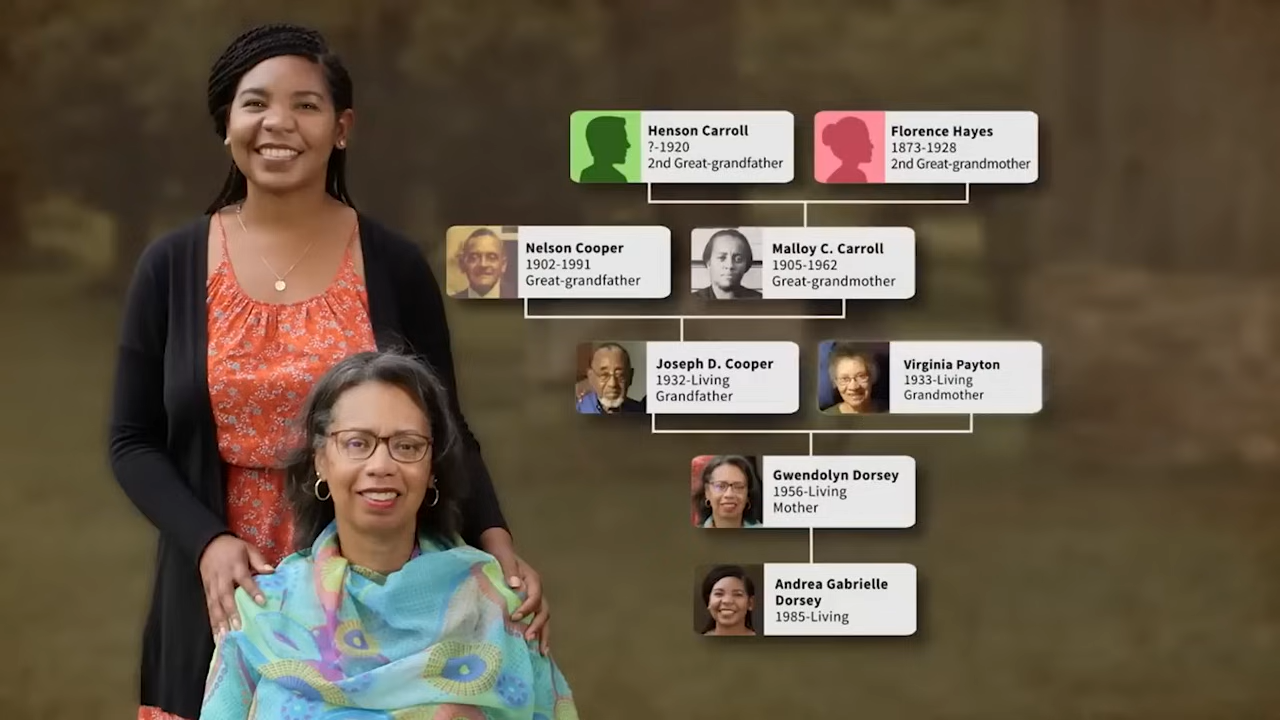 Henson Carroll
?-1920
2nd Great-grandfather
Florence Hayes
1873-1928
2nd Great-grandmother
Nelson Cooper
1902-1991
Great-grandfather
Malloy C. Carroll
1905-1962
Great-grandmother
Joseph D. Cooper
1932-Living
Grandfather
Virginia Payton
1933-Living
Grandmother
Gwendolyn Dorsey
1956-Living
Mother
Andrea Gabrielle
Dorsey
1985-Living